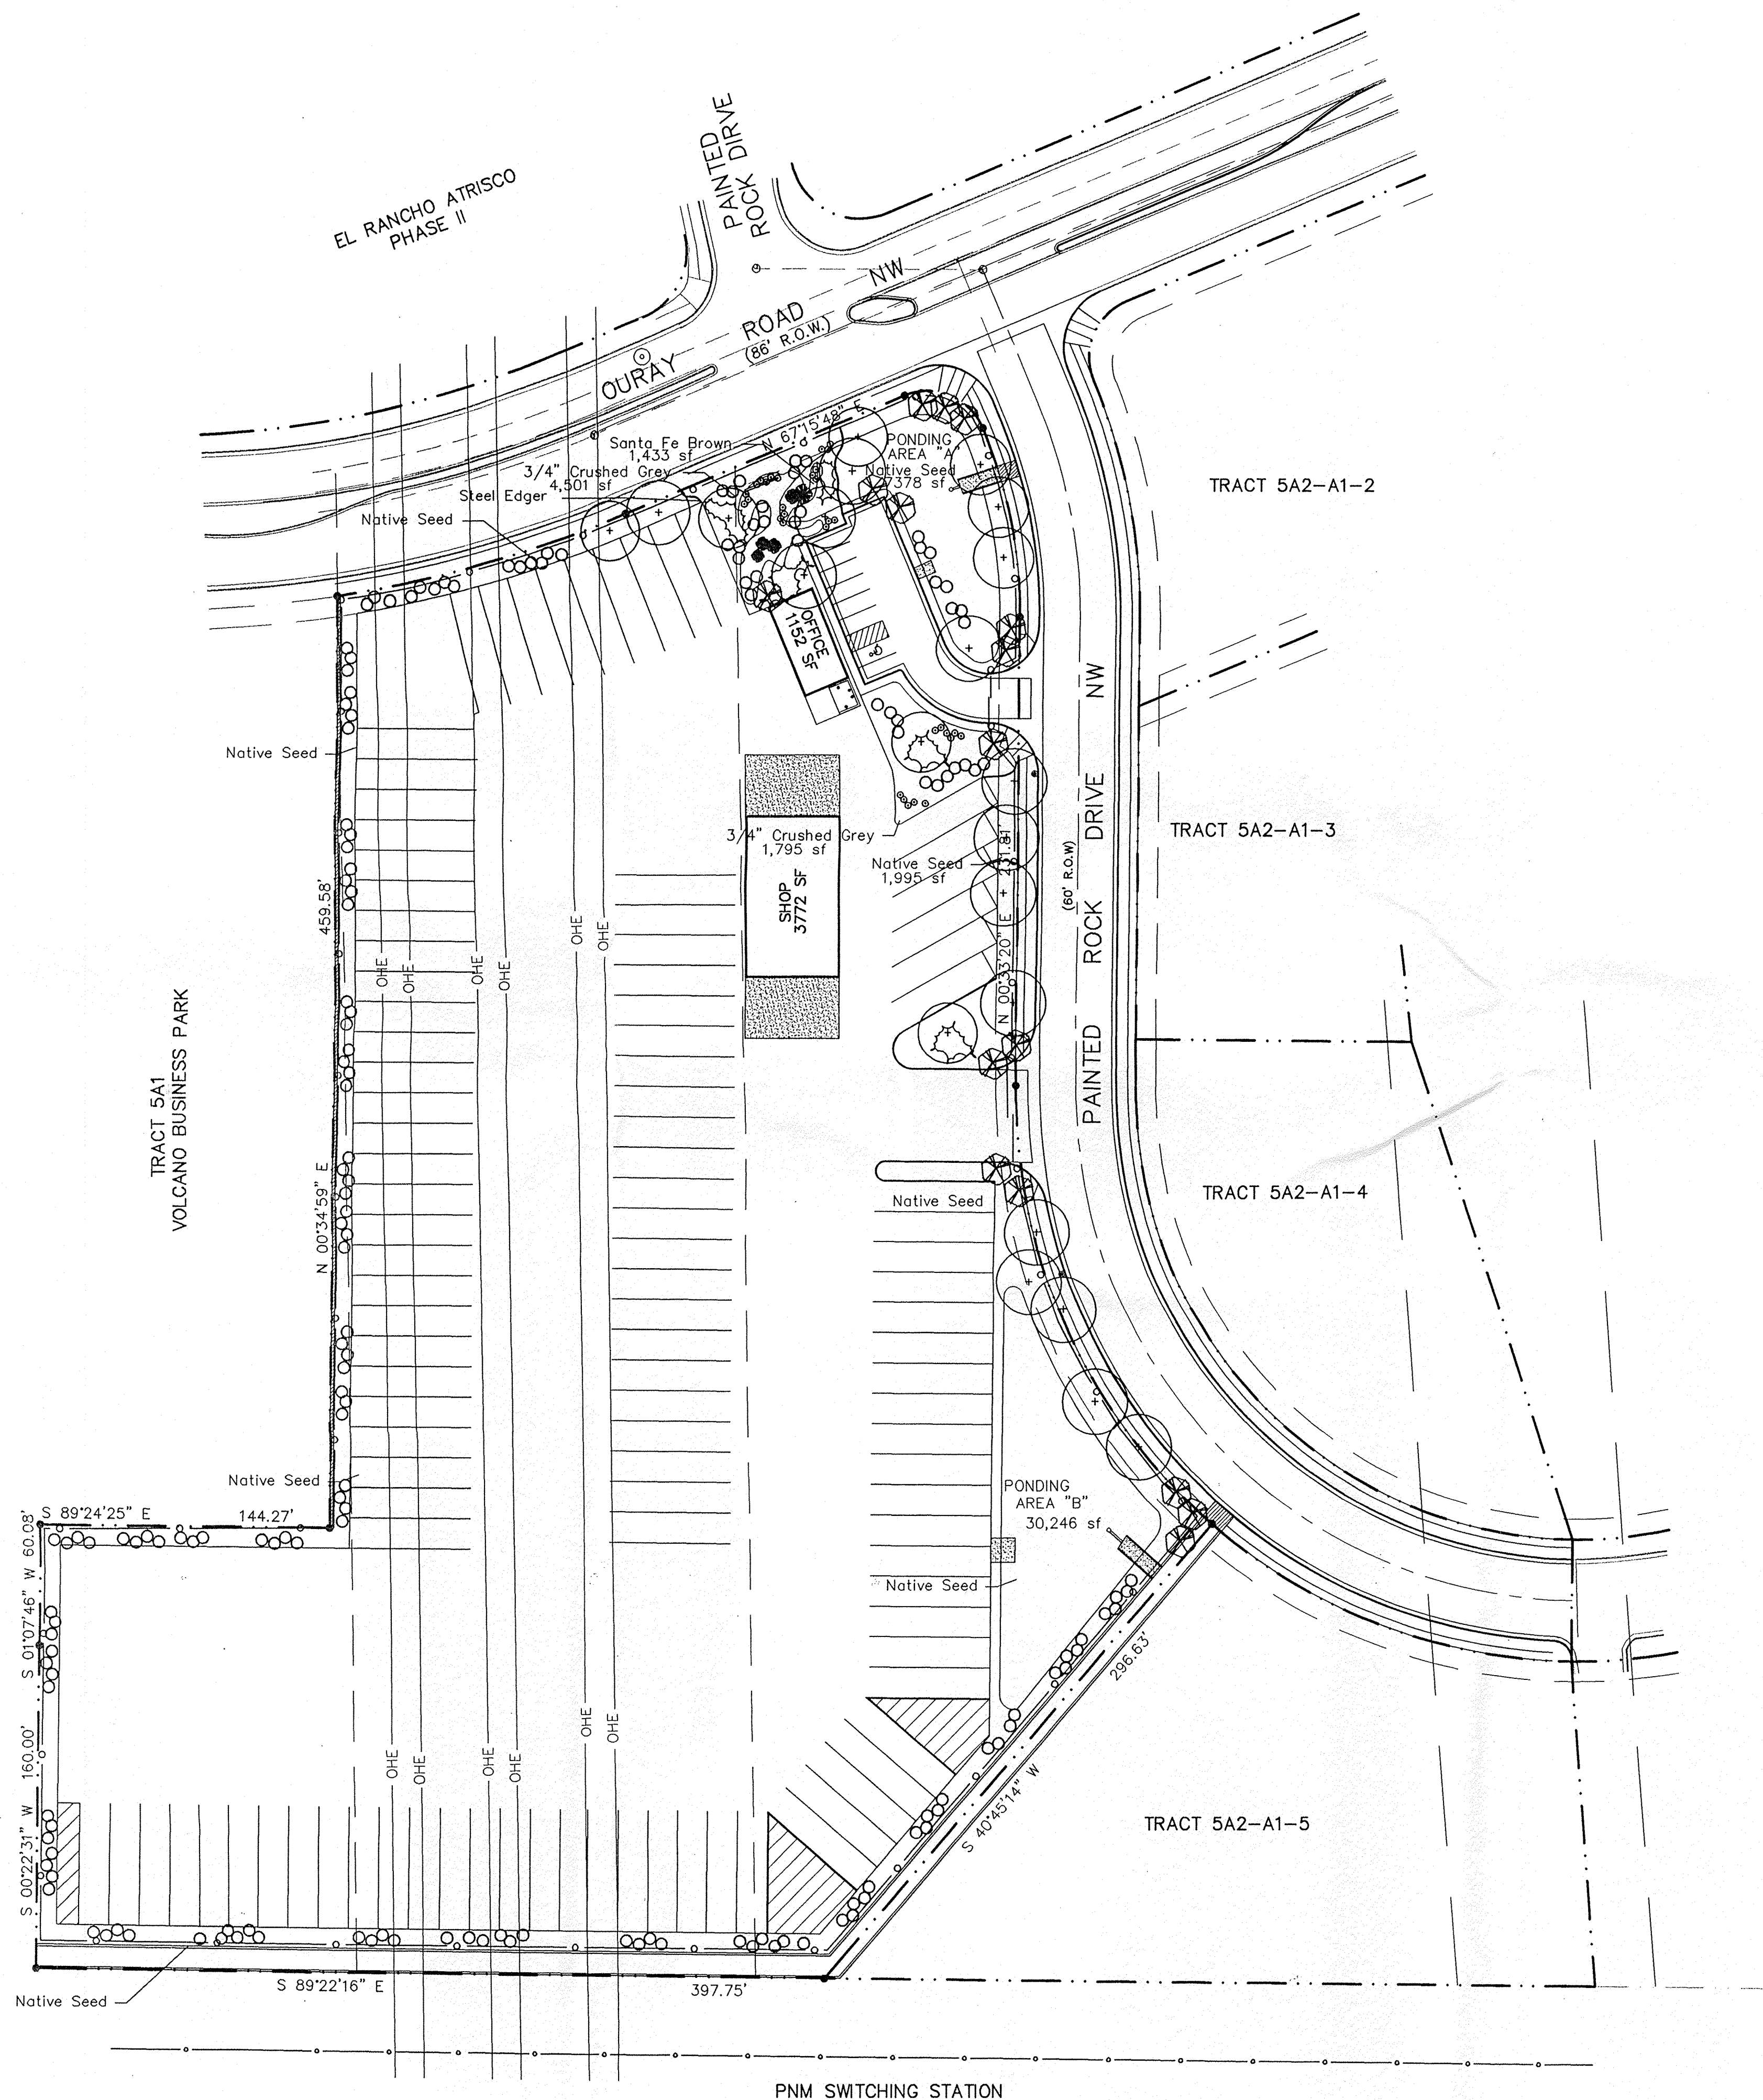 PAINTED
ROCK DIRVE
EL RANCHO ATRISCO
PHASE II
OURAY ROAD NW
(86' R.O.W.)
N 67°15'48" E
Santa Fe Brown
1,433 sf
3/4" Crushed Grey
4,501 sf
Steel Edger
Native Seed
PONDING
AREA "A"
Native Seed
7378 sf
TRACT 5A2-A1-2
OFFICE
1152 SF
Native Seed
3/4" Crushed Grey
1,795 sf
SHOP
3772 SF
Native Seed
1,995 sf
N 00°33'20" E
231.81'
PAINTED ROCK DRIVE NW
(60' R.O.W)
TRACT 5A2-A1-3
459.58'
N 00°34'59" E
OHE
OHE
OHE
OHE
OHE
OHE
TRACT 5A1
VOLCANO BUSINESS PARK
Native Seed
TRACT 5A2-A1-4
Native Seed
PONDING
AREA "B"
30,246 sf
Native Seed
S 89°24'25" E 144.27'
S 01°07'46" W 60.08'
S 00°22'31" W 160.00'
OHE
OHE
OHE
OHE
OHE
OHE
296.63'
S 40°45'14" W
TRACT 5A2-A1-5
S 89°22'16" E 397.75'
Native Seed
PNM SWITCHING STATION